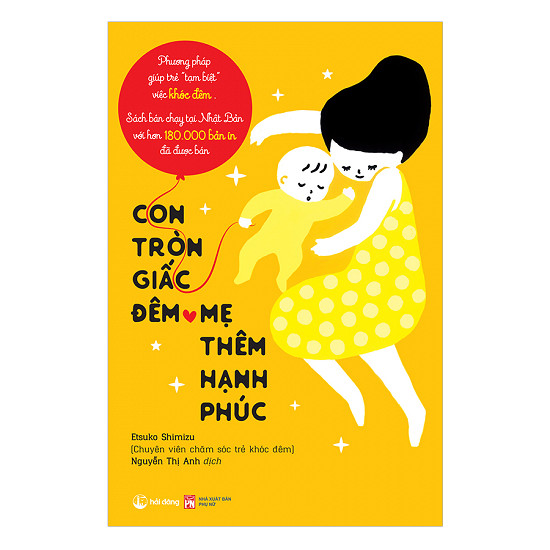 Phương pháp
giúp trẻ "tạm biệt"
việc khóc đêm.
Sách bán chạy tại Nhật Bản
với hơn 180.000 bản in
đã được bán
CON
TRÒN
GIẤC
ĐÊM MẸ
THÊM
HẠNH
PHÚC
Etsuko Shimizu
(Chuyên viên chăm sóc trẻ khóc đêm)
Nguyễn Thị Anh dịch
hải đăng
PN
NHÀ XUẤT BẢN
PHỤ NỮ